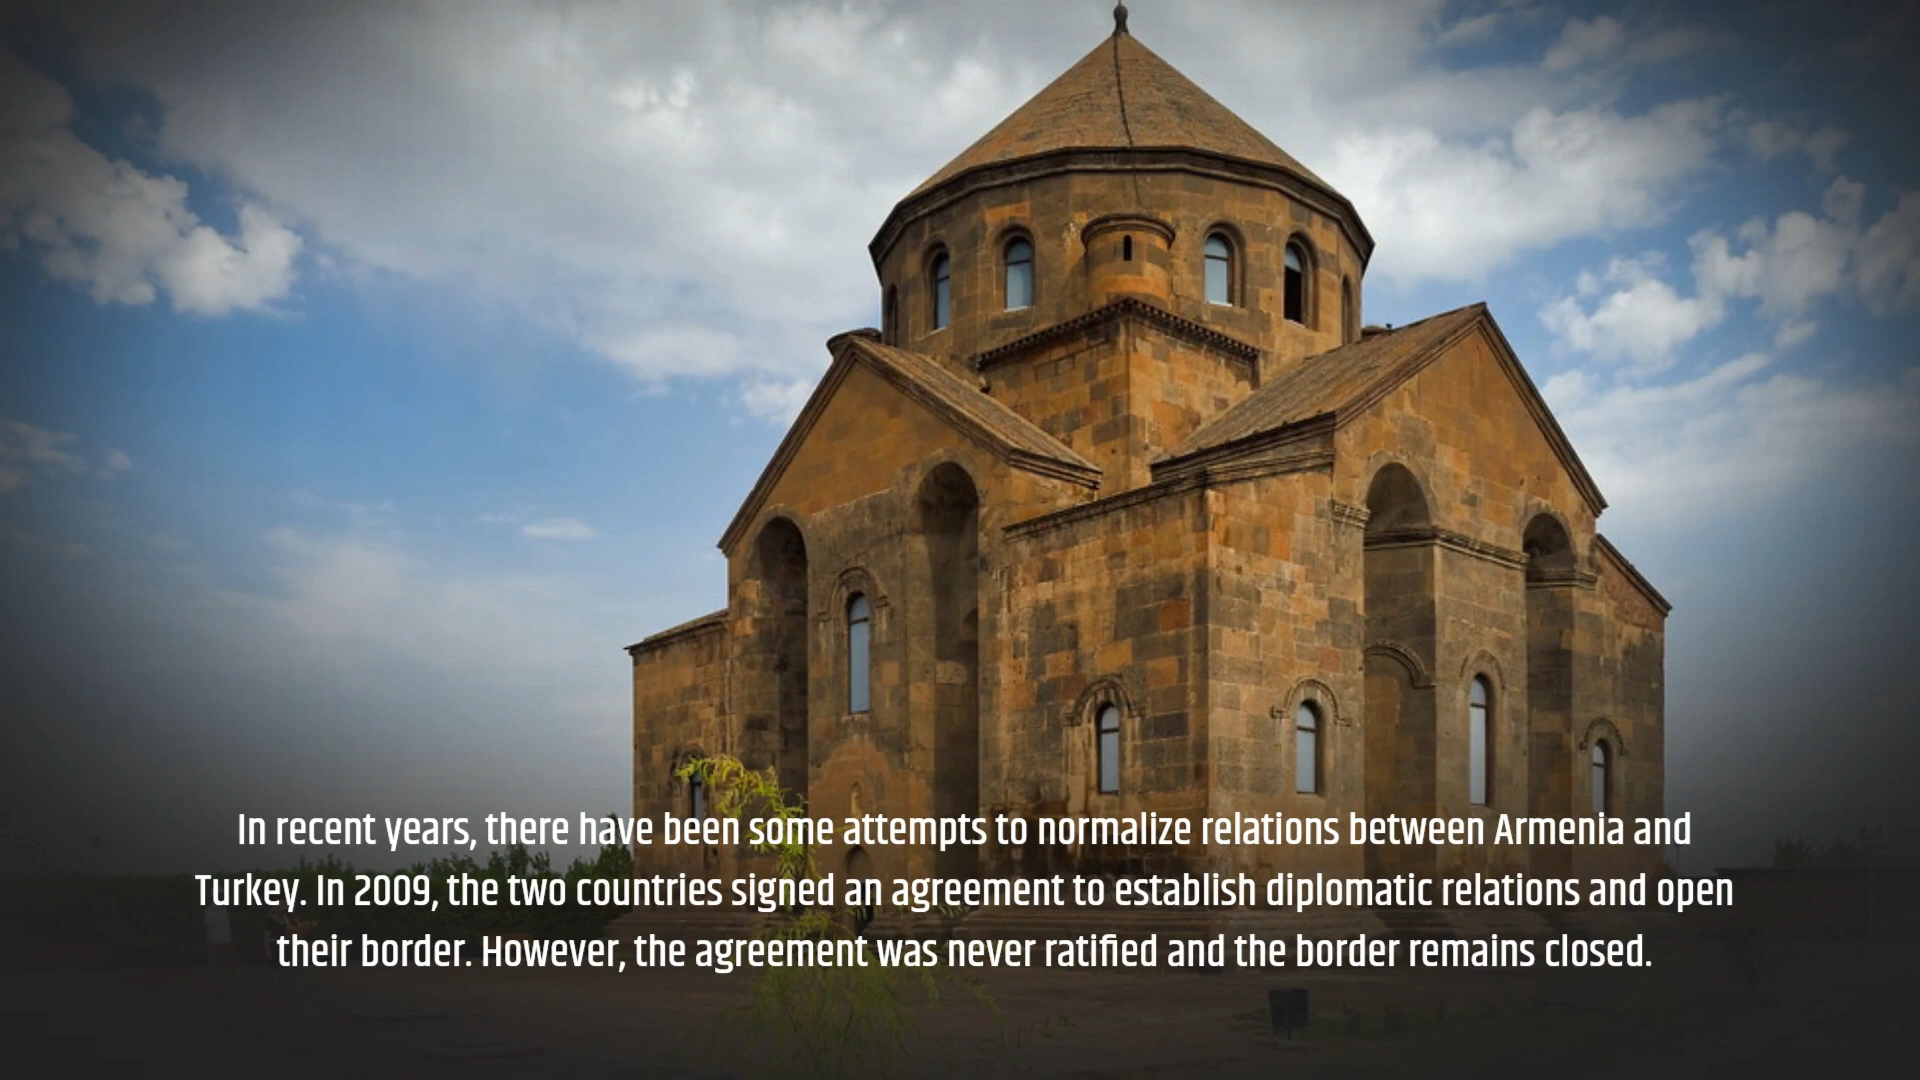 In recent years, there have been some attempts to normalize relations between Armenia and
Turkey. In 2009, the two countries signed an agreement to establish diplomatic relations and open
their border. However, the agreement was never ratified and the border remains closed.